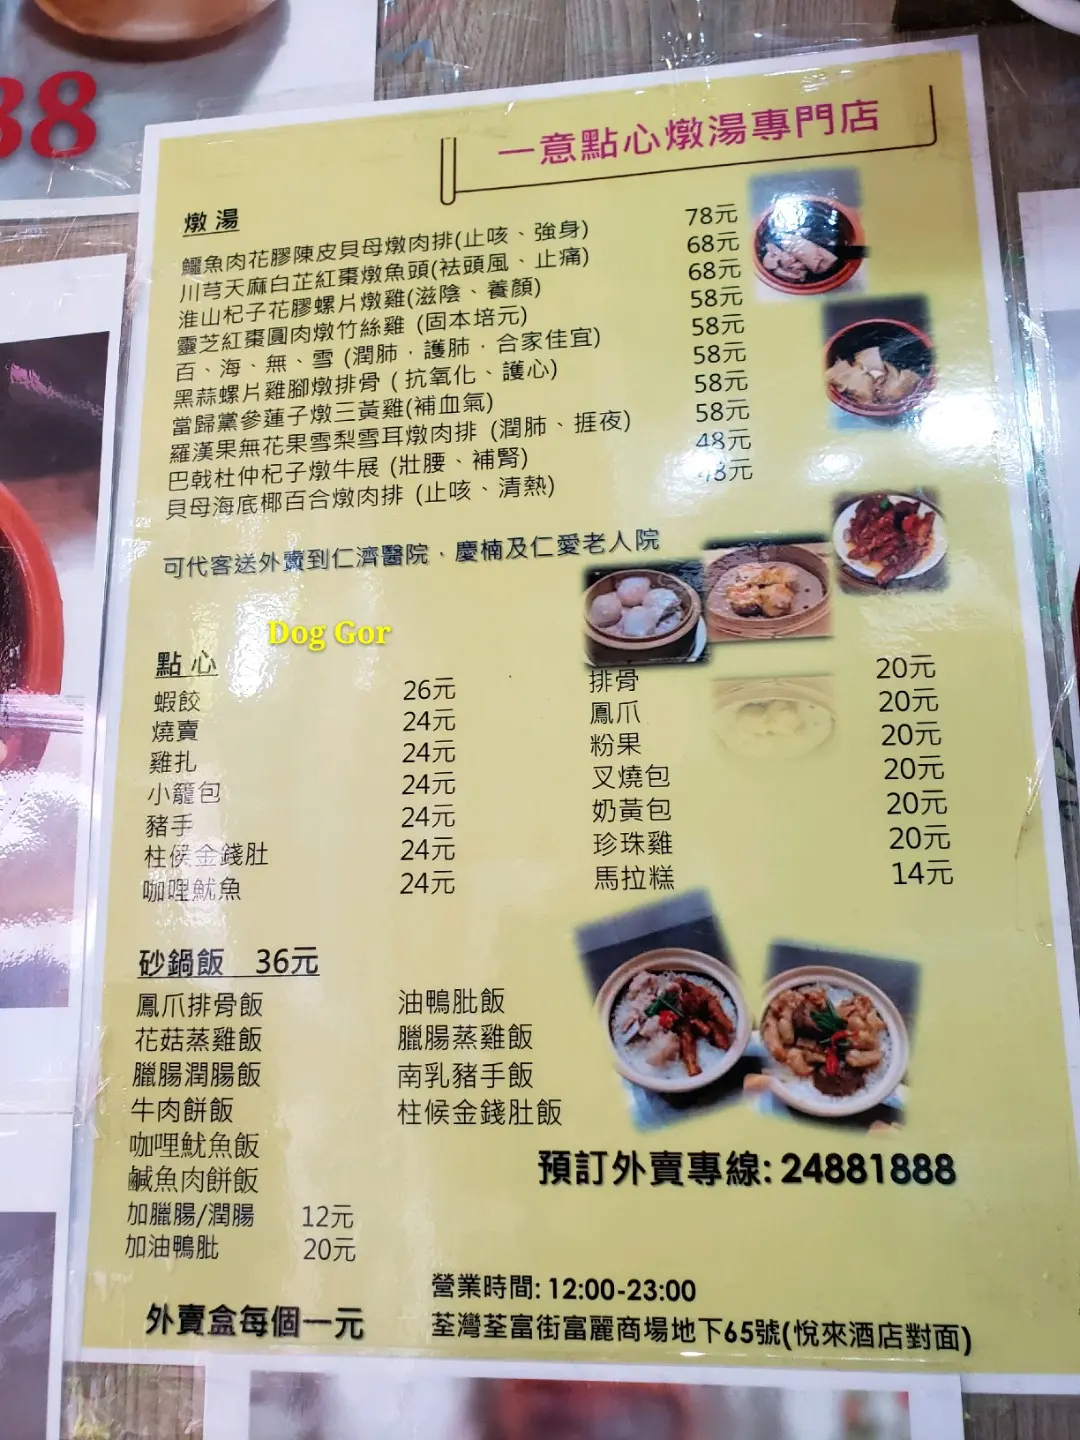 88
一意點心燉湯專門店
燉湯
鱷魚肉花膠陳皮貝母燉肉排(止咳、強身) 78元
川芎天麻白芷紅棗燉魚頭(祛頭風、止痛) 68元
淮山杞子花膠螺片燉雞(滋陰、養顏) 68元
靈芝紅棗圓肉燉竹絲雞 (固本培元) 58元
百、海、無、雪 (潤肺．護肺．合家佳宜) 58元
黑蒜螺片雞腳燉排骨 ( 抗氧化、護心) 58元
當歸黨參蓮子燉三黃雞(補血氣) 58元
羅漢果無花果雪梨雪耳燉肉排 (潤肺、捱夜) 58元
巴戟杜仲杞子燉牛展 (壯腰、補腎) 48元
貝母海底椰百合燉肉排 (止咳、清熱) 48元
可代客送外賣到仁濟醫院．慶楠及仁愛老人院
Dog Gor
點心
蝦餃 26元 排骨 20元
燒賣 24元 鳳爪 20元
雞扎 24元 粉果 20元
小籠包 24元 叉燒包 20元
豬手 24元 奶黃包 20元
柱侯金錢肚 24元 珍珠雞 20元
咖哩魷魚 24元 馬拉糕 14元
砂鍋飯 36元
鳳爪排骨飯 油鴨肶飯
花菇蒸雞飯 臘腸蒸雞飯
臘腸潤腸飯 南乳豬手飯
牛肉餅飯 柱候金錢肚飯
咖哩魷魚飯
鹹魚肉餅飯
加臘腸/潤腸 12元
加油鴨肶 20元
預訂外賣專線: 24881888
外賣盒每個一元
營業時間: 12:00-23:00
荃灣荃富街富麗商場地下65號(悅來酒店對面)